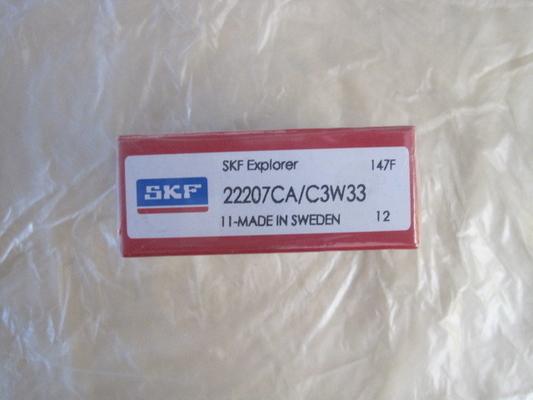 SKF Explorer 147F
SKF 22207CA/C3W33
11-MADE IN SWEDEN 12